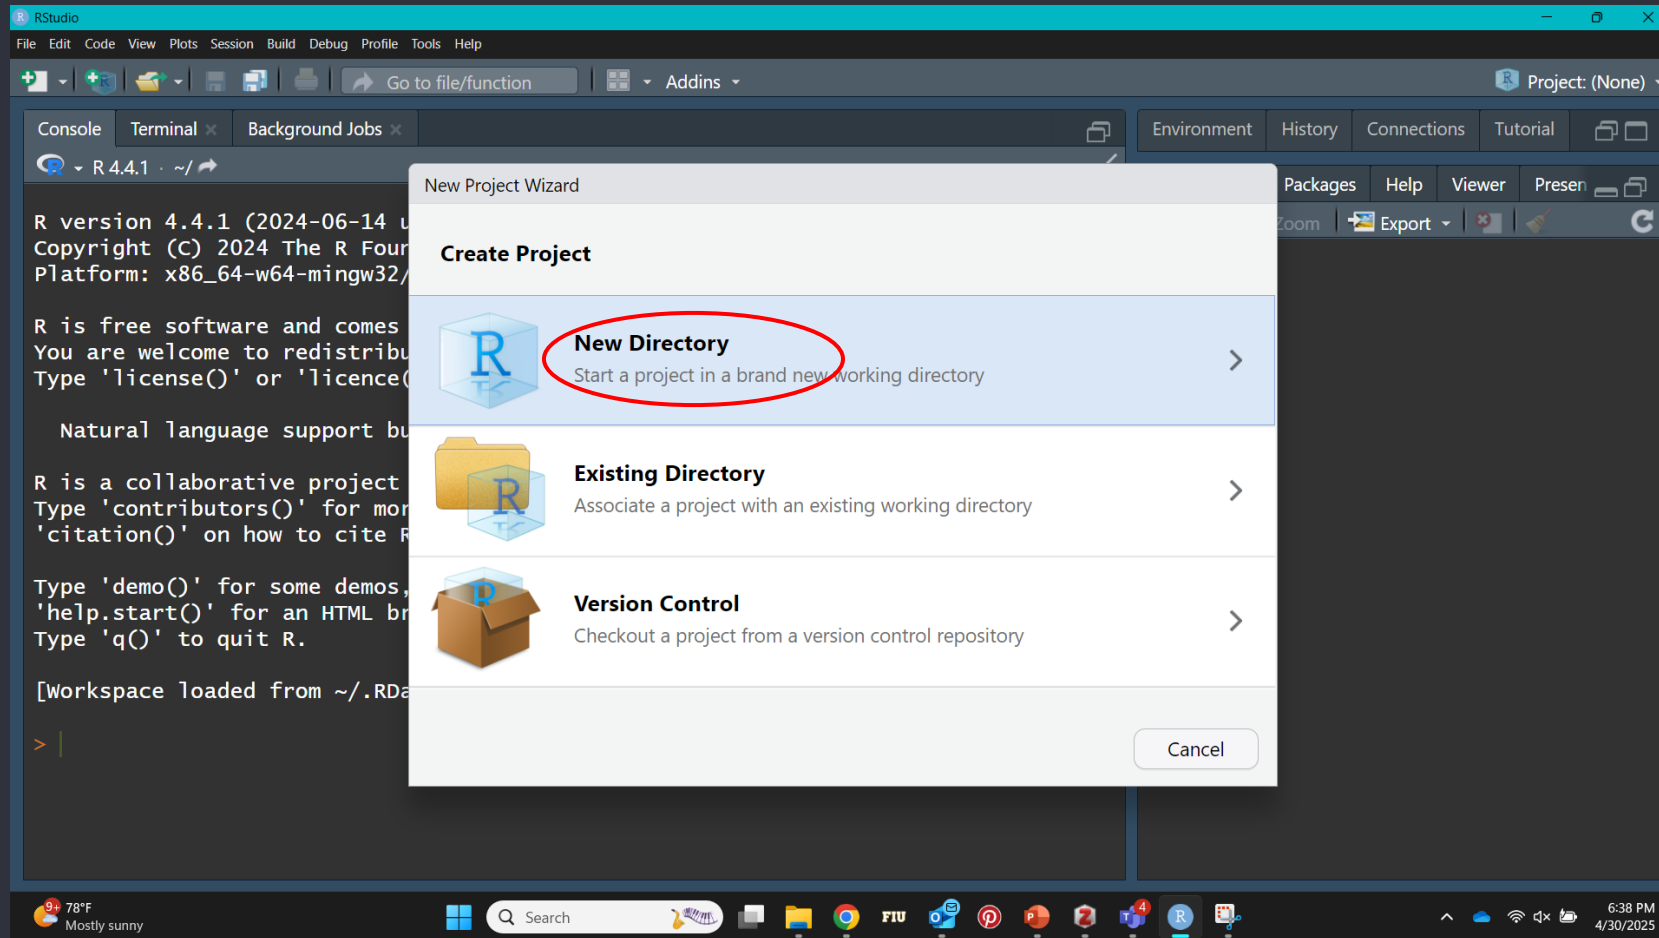 RStudio
File Edit Code View Plots Session Build Debug Profile Tools Help
Go to file/function
Addins
Project: (None)
Console
Terminal
Background Jobs
R 4.4.1 · ~/
R version 4.4.1 (2024-06-14 u
Copyright (C) 2024 The R Four
Platform: x86_64-w64-mingw32/
R is free software and comes
You are welcome to redistribu
Type 'license()' or 'licence(
Natural language support bu
R is a collaborative project
Type 'contributors()' for mor
'citation()' on how to cite R
Type 'demo()' for some demos,
'help.start()' for an HTML br
Type 'q()' to quit R.
[Workspace loaded from ~/.RDa
>
Environment
History
Connections
Tutorial
Packages
Help
Viewer
Presen
Zoom
Export
New Project Wizard
Create Project
New Directory
Start a project in a brand new working directory
Existing Directory
Associate a project with an existing working directory
Version Control
Checkout a project from a version control repository
Cancel
9+
78°F
Mostly sunny
Search
FIU
4
6:38 PM
4/30/2025